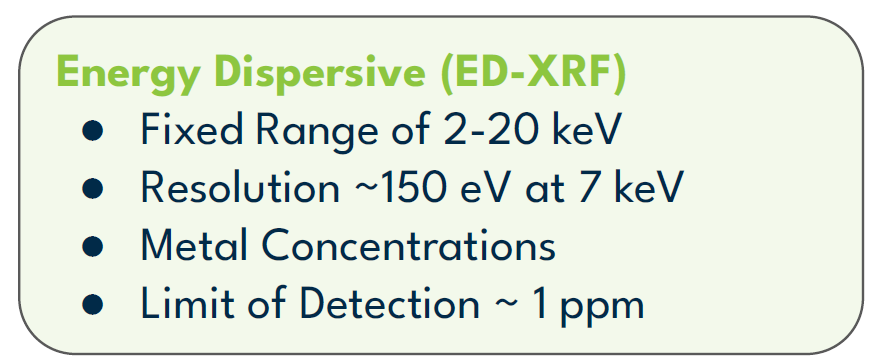 Energy Dispersive (ED-XRF)
● Fixed Range of 2-20 keV
● Resolution ~150 eV at 7 keV
● Metal Concentrations
● Limit of Detection ~ 1 ppm